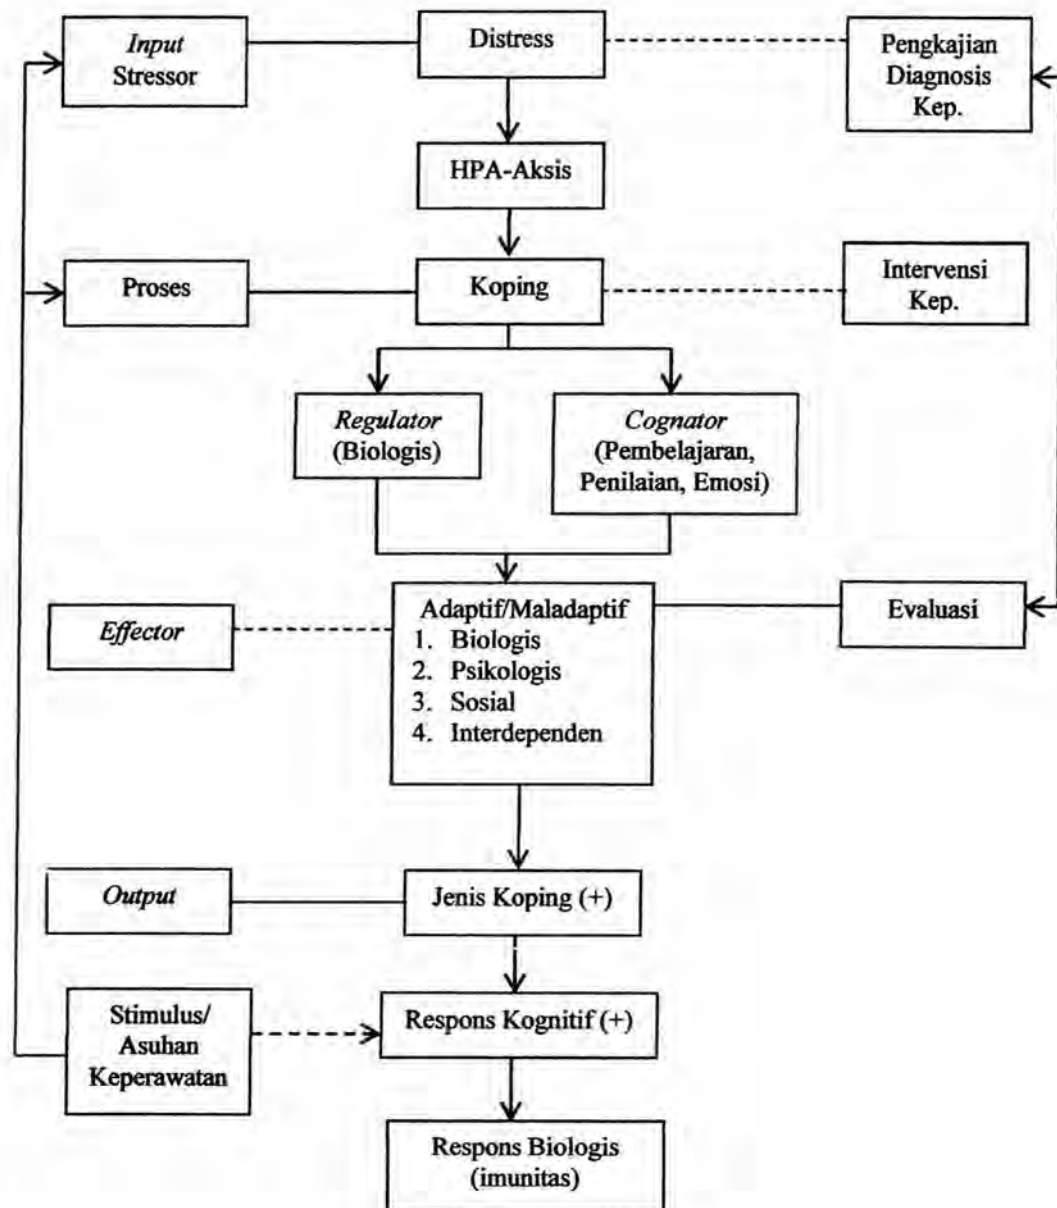 Input
Stressor
Distress
Pengkajian
Diagnosis
Kep.
HPA-Aksis
Proses
Koping
Intervensi
Kep.
Regulator
(Biologis)
Cognator
(Pembelajaran,
Penilaian, Emosi)
Effector
Adaptif/Maladaptif
1. Biologis
2. Psikologis
3. Sosial
4. Interdependen
Evaluasi
Output
Jenis Koping (+)
Stimulus/
Asuhan
Keperawatan
Respons Kognitif (+)
Respons Biologis
(imunitas)